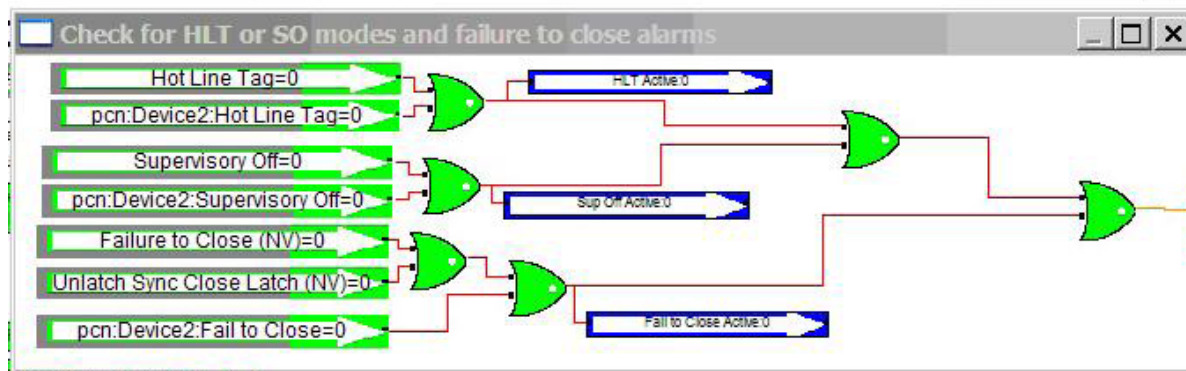 Check for HLT or SO modes and failure to close alarms
Hot Line Tag=0
HLT Active:0
pcn:Device2:Hot Line Tag=0
Supervisory Off=0
pcn:Device2:Supervisory Off=0
Sup Off Active:0
Failure to Close (NV)=0
Unlatch Sync Close Latch (NV)=0
pcn:Device2:Fail to Close=0
Fail to Close Active:0